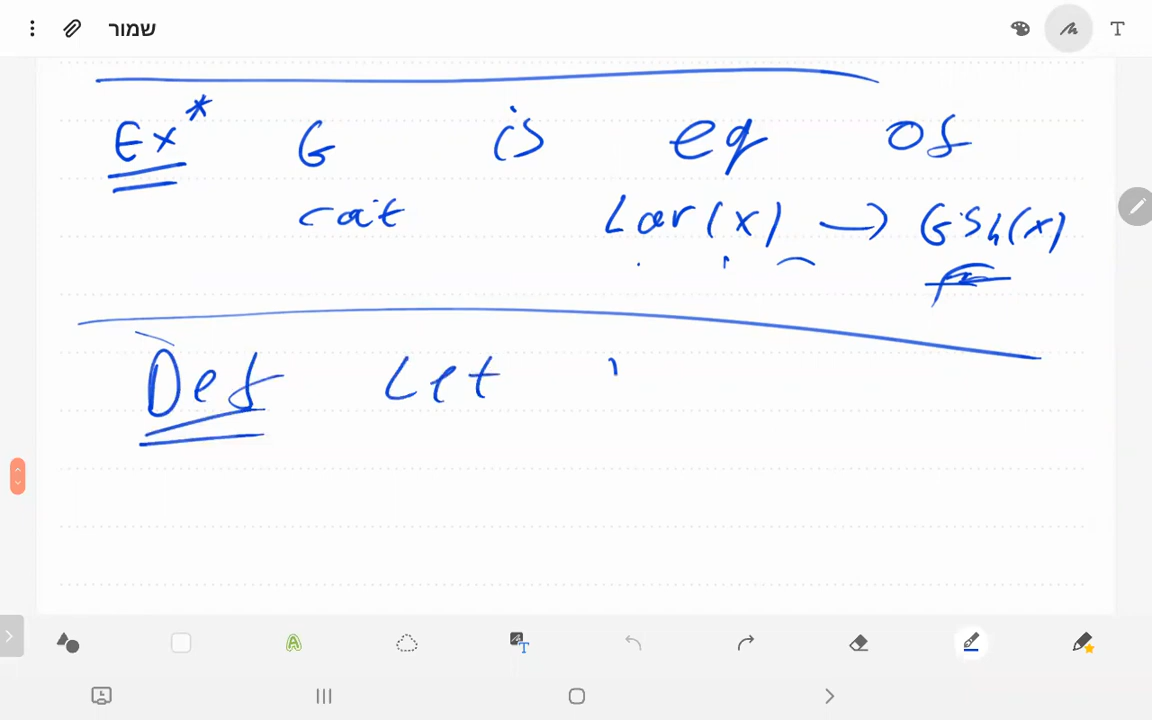 שמור
T
Ex* G is eq of
cat Lar(x) → GSh(x)
Def Let
A
T